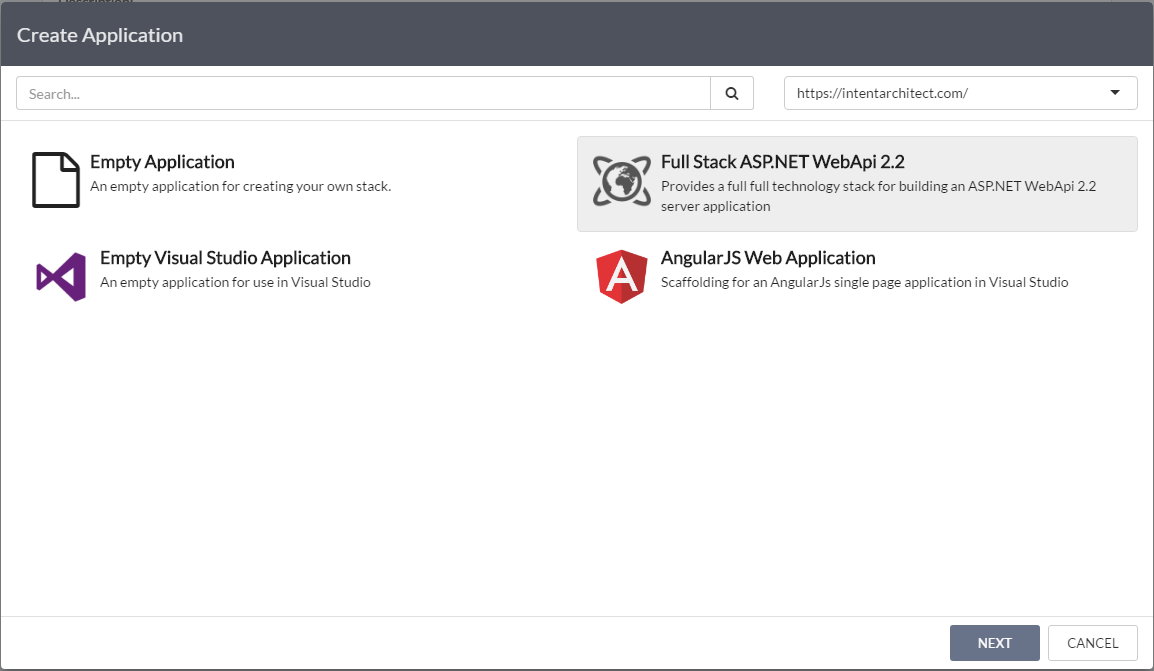 Create Application
Search...
https://intentarchitect.com/
Empty Application
An empty application for creating your own stack.
Full Stack ASP.NET WebApi 2.2
Provides a full full technology stack for building an ASP.NET WebApi 2.2
server application
Empty Visual Studio Application
An empty application for use in Visual Studio
AngularJS Web Application
Scaffolding for an AngularJs single page application in Visual Studio
NEXT
CANCEL